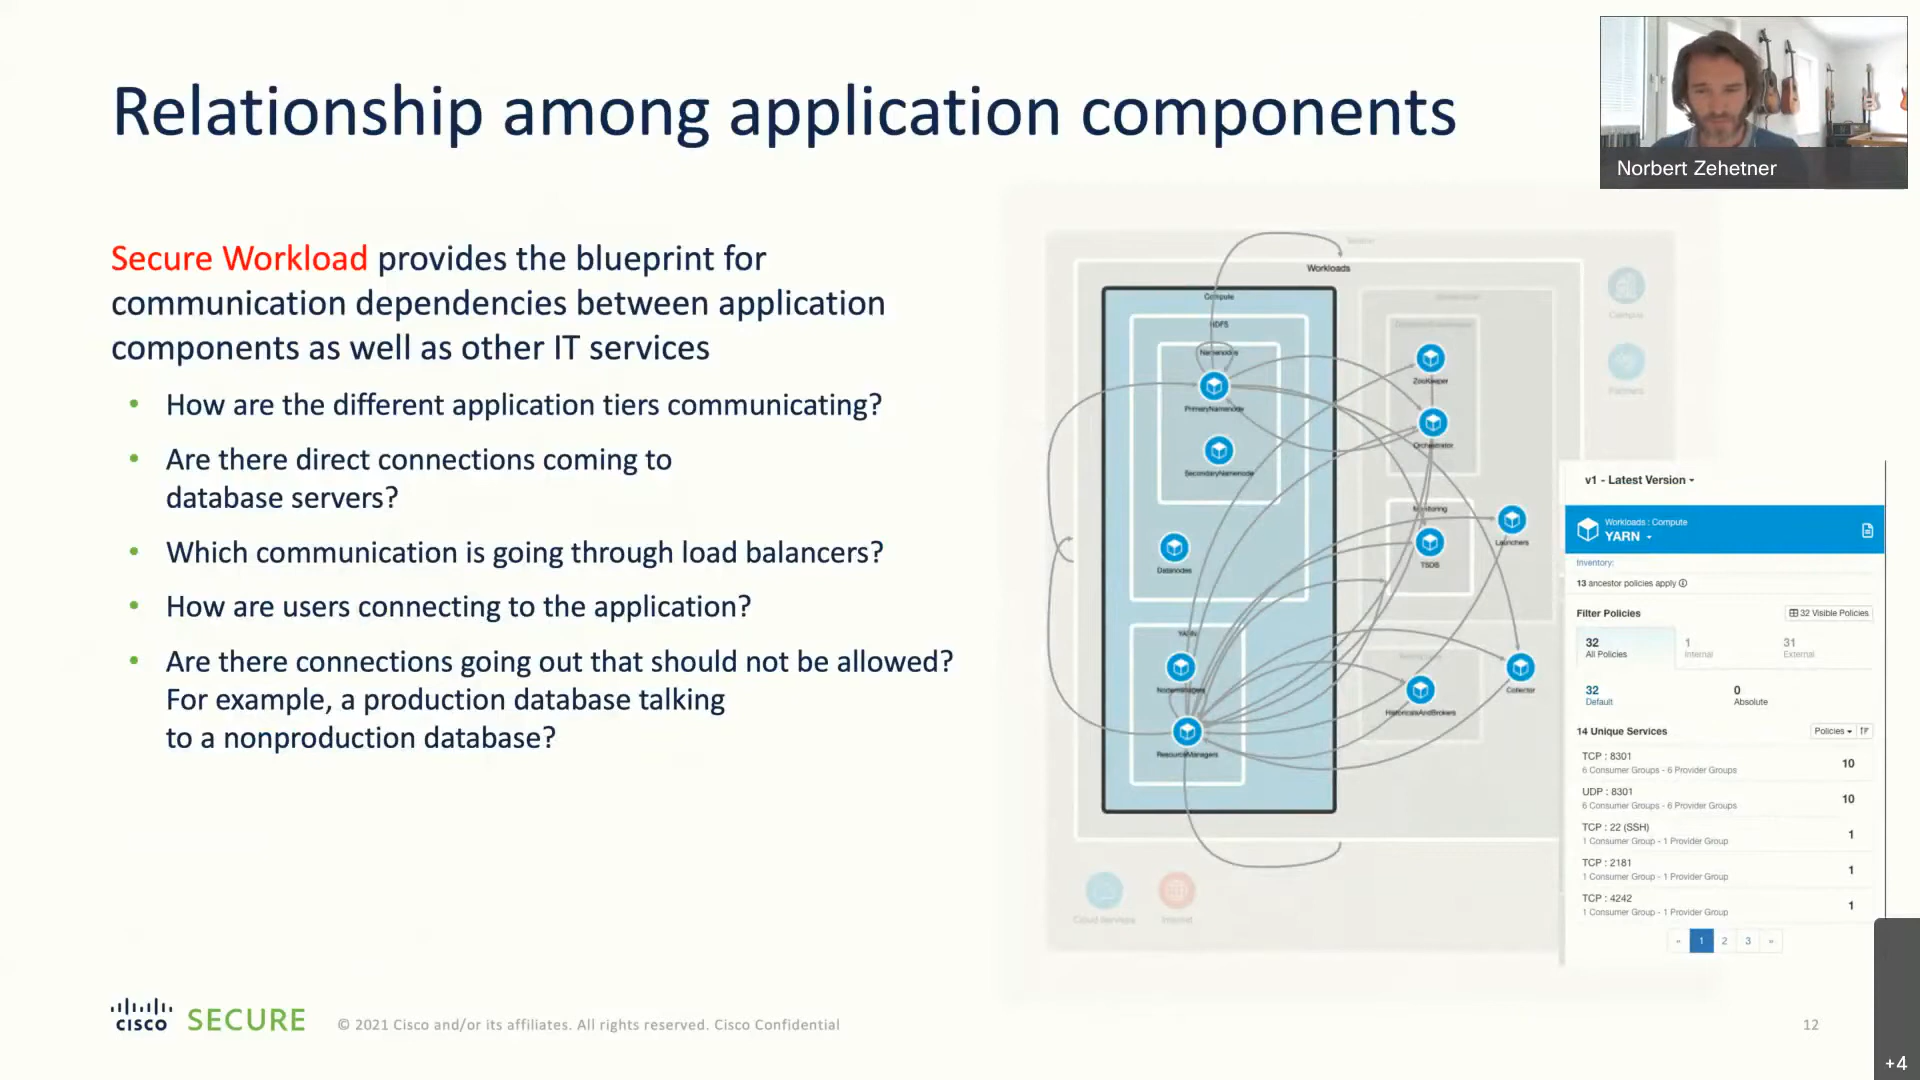 Relationship among application components
Norbert Zehetner
Secure Workload provides the blueprint for
communication dependencies between application
components as well as other IT services
• How are the different application tiers communicating?
• Are there direct connections coming to
database servers?
• Which communication is going through load balancers?
• How are users connecting to the application?
• Are there connections going out that should not be allowed?
For example, a production database talking
to a nonproduction database?
Workloads
Compute
HDFS
Namenodes
PrimaryNamenode
SecondaryNamenode
Datanodes
YARN
Nodemanagers
ResourceManagers
ZooKeeper
Orchestrator
Monitoring
TSDB
Launchers
HistoricalsAndBrokers
Collector
Campus
Partners
Cloud Services
Internet
v1 - Latest Version
Workloads : Compute
YARN
Inventory:
13 ancestor policies apply
Filter Policies
32 Visible Policies
32
All Policies
1
Internal
31
External
32
Default
0
Absolute
14 Unique Services
Policies
TCP : 8301
10
6 Consumer Groups - 6 Provider Groups
UDP : 8301
10
6 Consumer Groups - 6 Provider Groups
TCP : 22 (SSH)
1
1 Consumer Group - 1 Provider Group
TCP : 2181
1
1 Consumer Group - 1 Provider Group
TCP : 4242
1
1 Consumer Group - 1 Provider Group
« 1 2 3 »
CISCO SECURE
© 2021 Cisco and/or its affiliates. All rights reserved. Cisco Confidential
12
+4